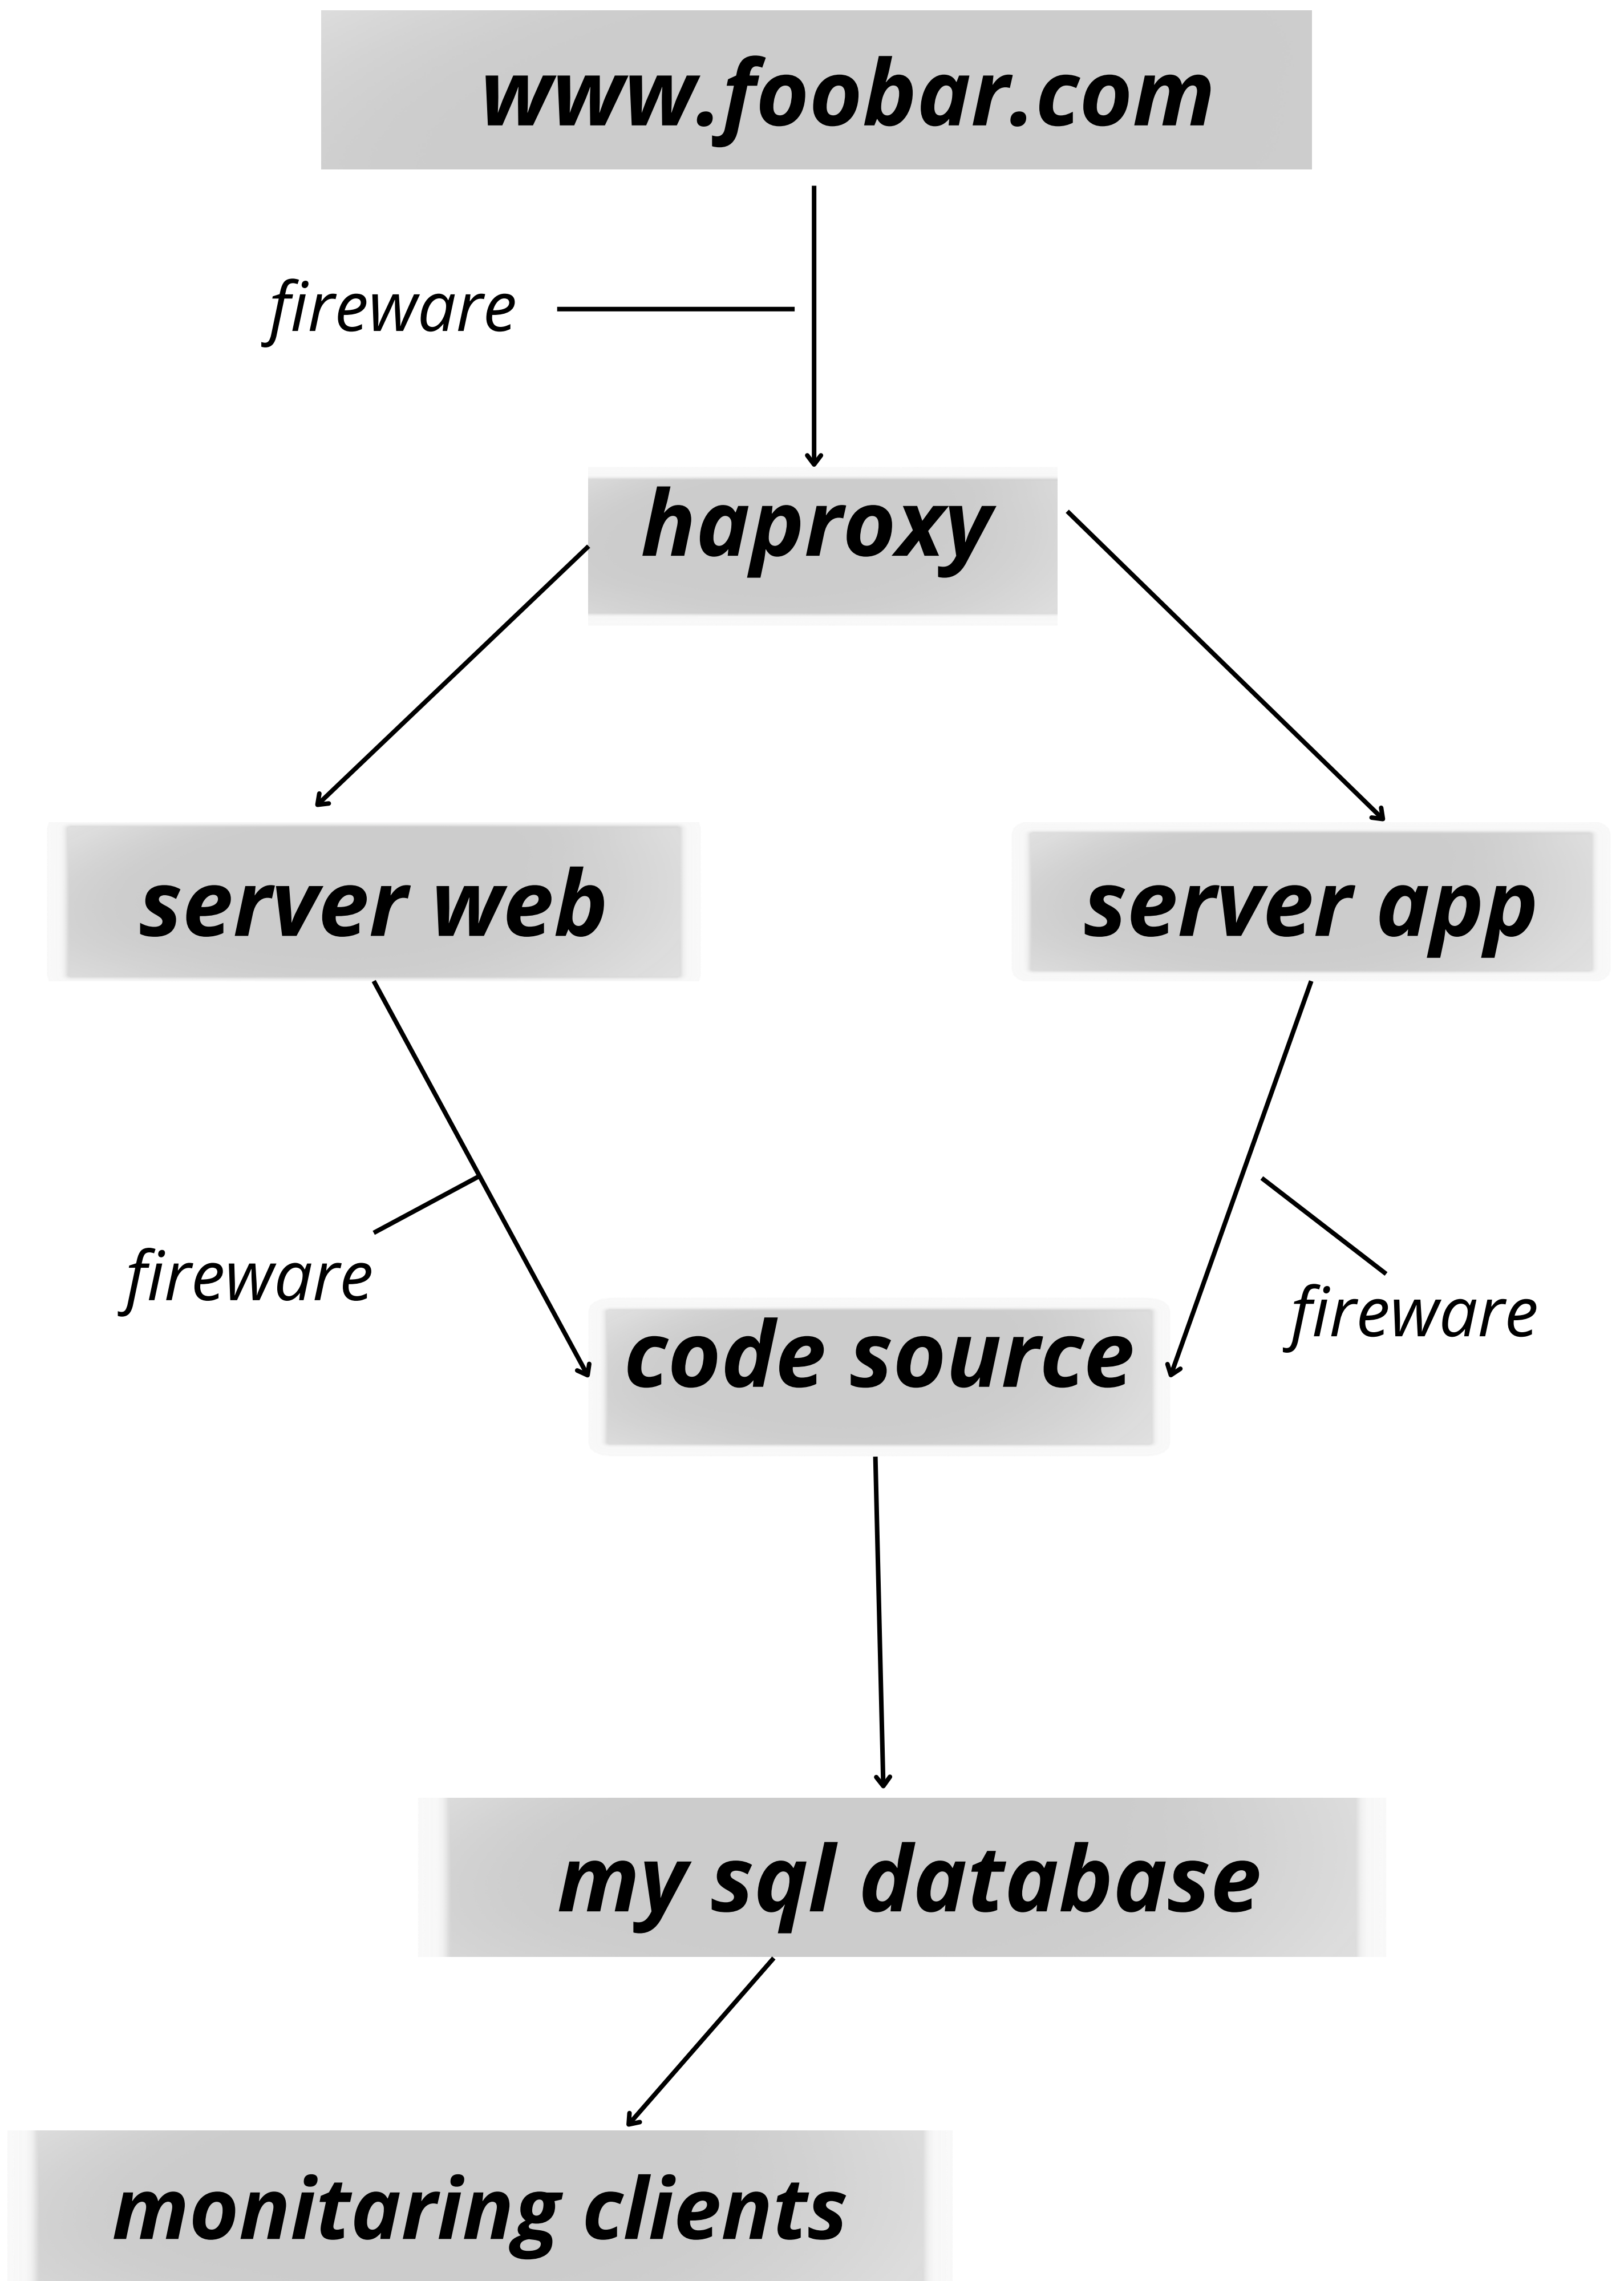 www.foobar.com
fireware
haproxy
server web
server app
fireware
fireware
code source
my sql database
monitaring clients